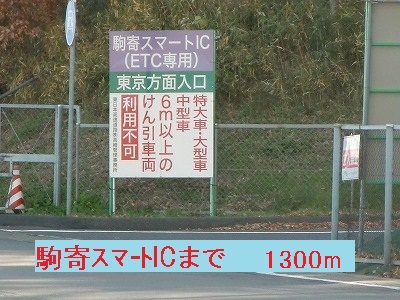 駒寄スマートIC
(ETC専用)
東京方面入口
特大車・大型車
中型車
6m以上の
けん引車両
利用不可
駒寄スマートICまで 1300m